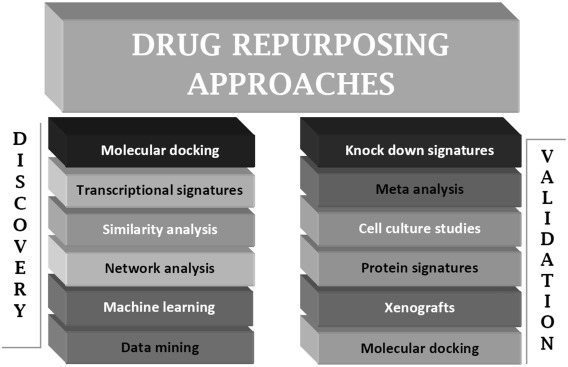 DRUG REPURPOSING
APPROACHES
DISCOVERY
Molecular docking
Transcriptional signatures
Similarity analysis
Network analysis
Machine learning
Data mining
Knock down signatures
Meta analysis
Cell culture studies
Protein signatures
Xenografts
Molecular docking
VALIDATION